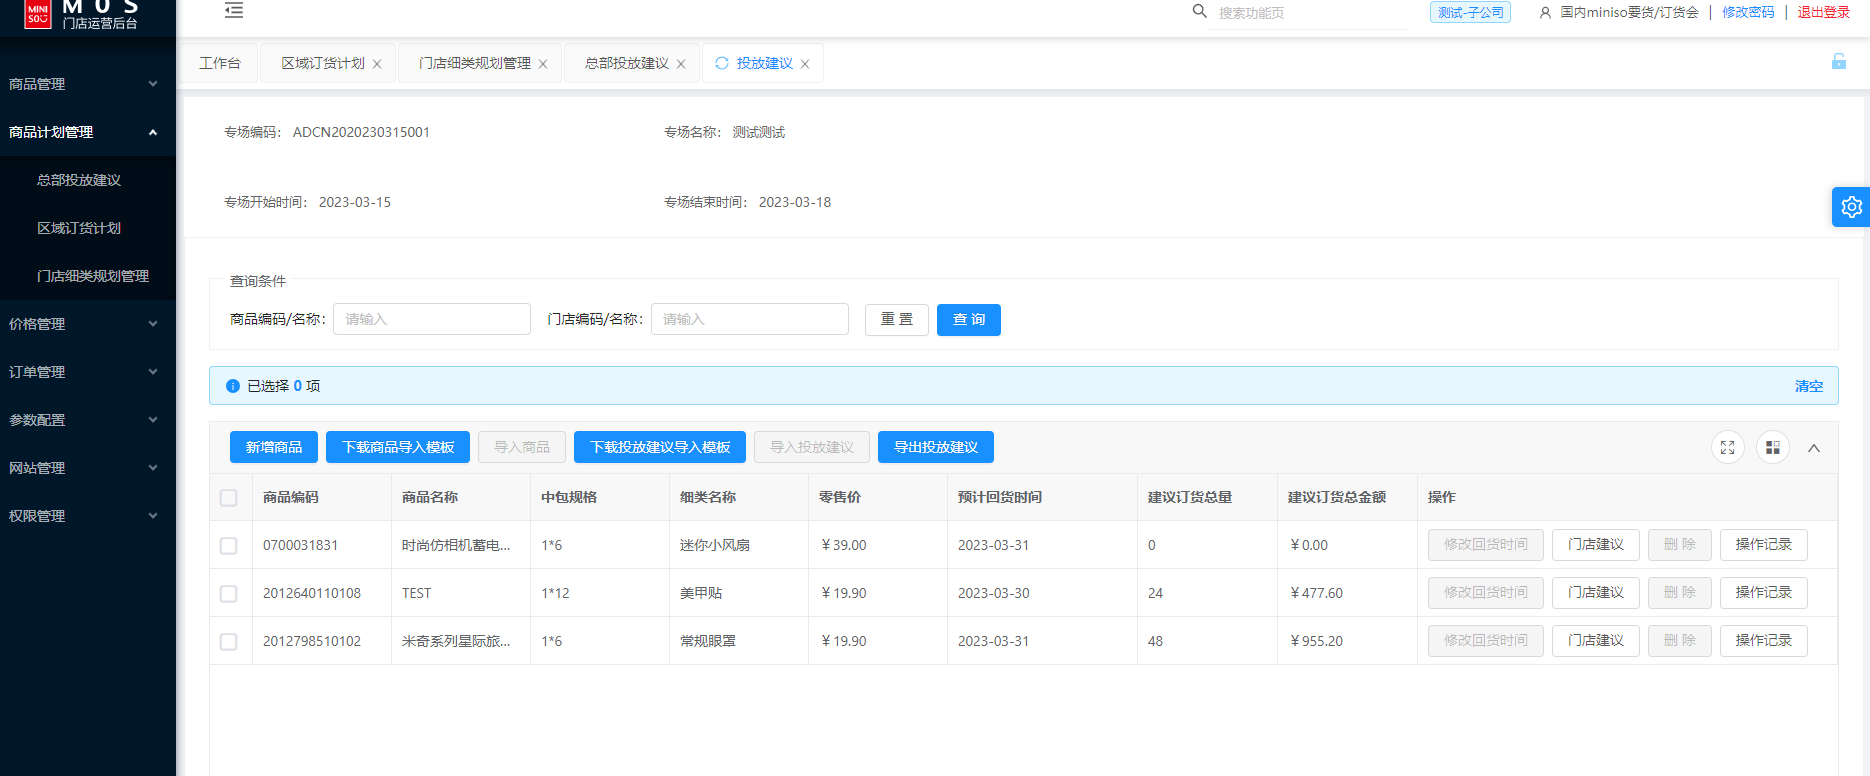 MINI
SO
MOS
门店运营后台
搜索功能页
测试-子公司
国内miniso要货/订货会 | 修改密码 | 退出登录
工作台
区域订货计划
门店细类规划管理
总部投放建议
投放建议
商品管理
商品计划管理
总部投放建议
区域订货计划
门店细类规划管理
价格管理
订单管理
参数配置
网站管理
权限管理
专场编码： ADCN2020230315001
专场名称： 测试测试
专场开始时间： 2023-03-15
专场结束时间： 2023-03-18
查询条件
商品编码/名称： 请输入 门店编码/名称： 请输入 重 置 查 询
已选择 0 项 清空
新增商品 下载商品导入模板 导入商品 下载投放建议导入模板 导入投放建议 导出投放建议
商品编码 商品名称 中包规格 细类名称 零售价 预计回货时间 建议订货总量 建议订货总金额 操作
0700031831 时尚仿相机蓄电... 1*6 迷你小风扇 ￥39.00 2023-03-31 0 ￥0.00 修改回货时间 门店建议 删 除 操作记录
2012640110108 TEST 1*12 美甲贴 ￥19.90 2023-03-30 24 ￥477.60 修改回货时间 门店建议 删 除 操作记录
2012798510102 米奇系列星际旅... 1*6 常规眼罩 ￥19.90 2023-03-31 48 ￥955.20 修改回货时间 门店建议 删 除 操作记录